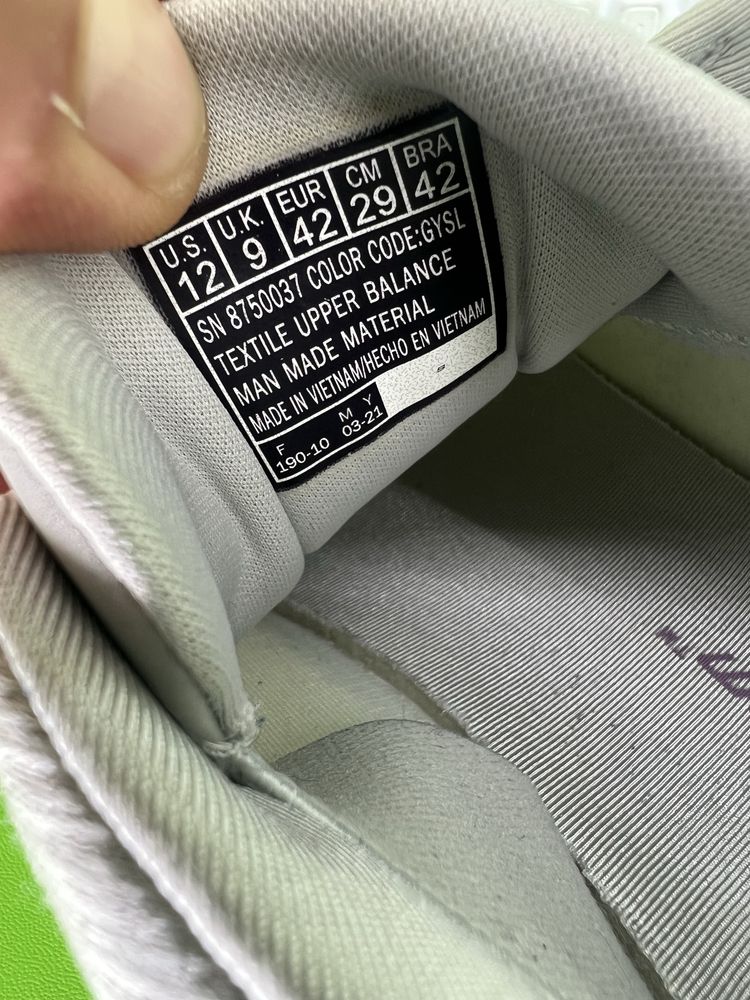 U.S. U.K. EUR CM BRA
12 9 42 29 42
SN 8750037 COLOR CODE:GYSL
TEXTILE UPPER BALANCE
MAN MADE MATERIAL
MADE IN VIETNAM/HECHO EN VIETNAM
F M Y
190-10 03-21